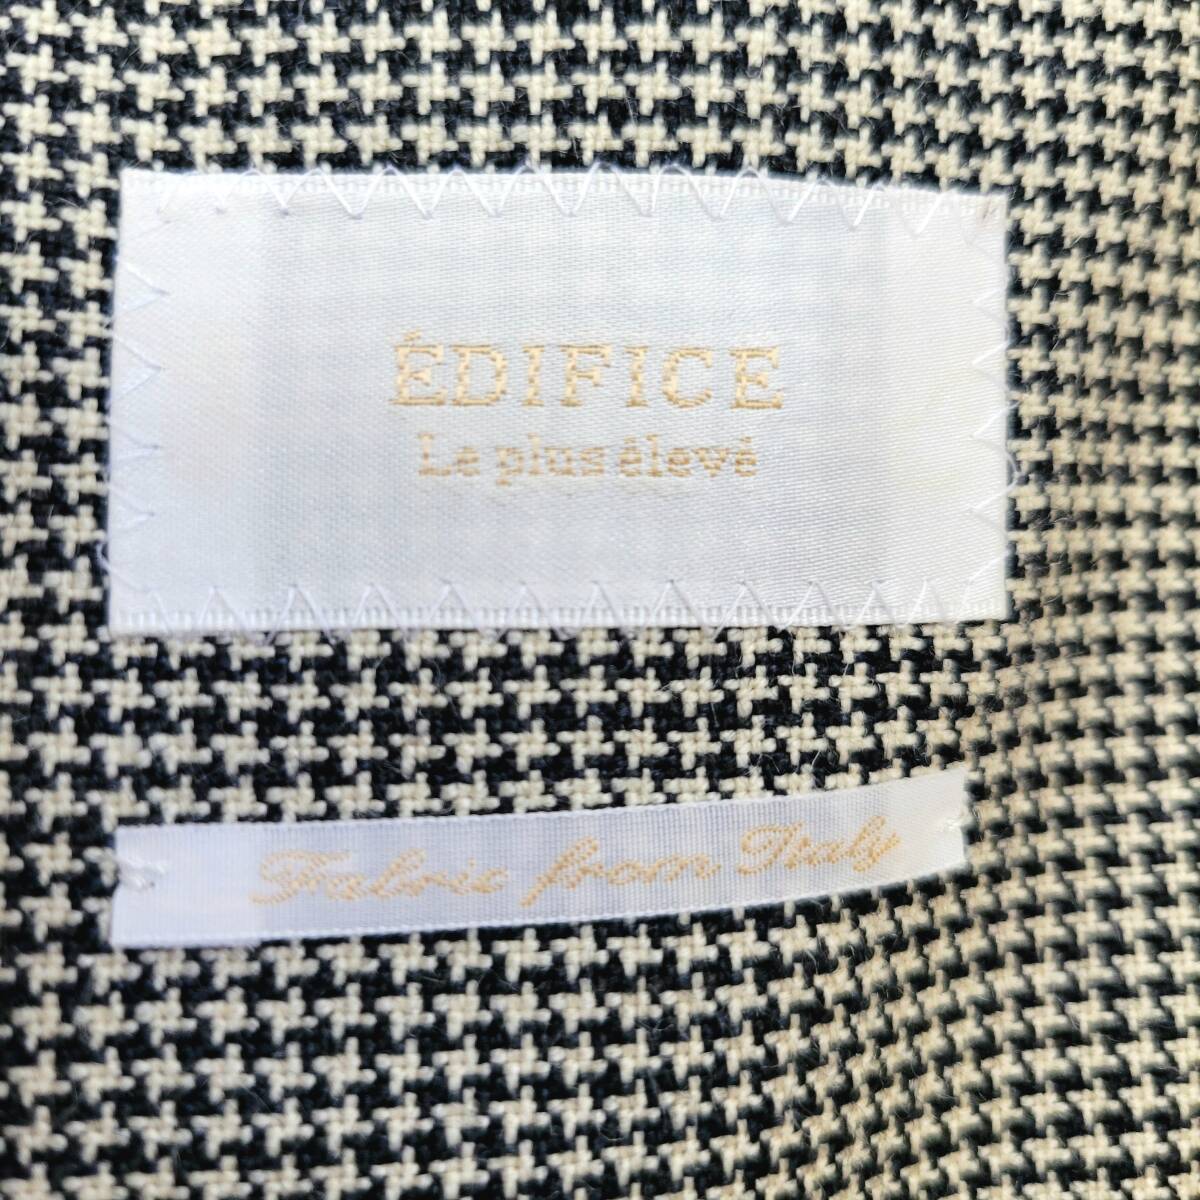 ÉDIFICE
Le plus élevé
Fabric from Italy